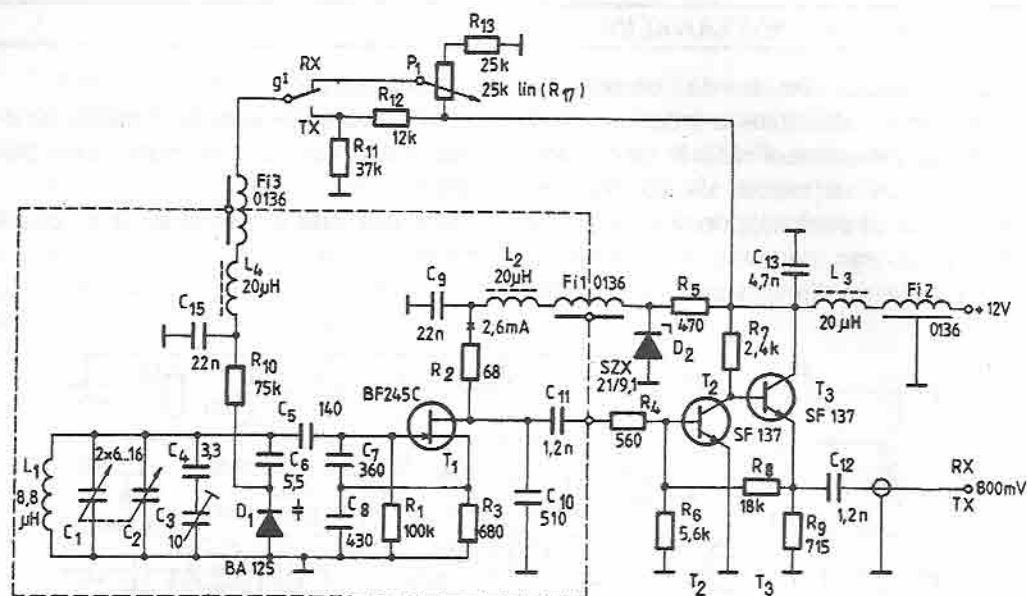 R13
25k
RX
P1
gI
25k lin (R17)
R12
TX
12k
R11
37k
Fi3
0136
L4
20µH
C15
22n
R10
75k
C9
22n
L2
20µH
Fi1 0136
2,6mA
R2
68
R5
470
SZX
21/9,1
D2
C13
4,7n
L3
20 µH
Fi2
0136
+ 12V
R7
2,4k
T2
T3
SF 137
SF 137
BF245C
T1
C11
1,2n
R4
560
C5
140
L1
8,8
µH
2×6...16
C1
C2
C4
3,3
C3
10
C6
5,5
D1
BA 125
C7
360
C8
430
R1
100k
R3
680
C10
510
R6
5,6k
R8
18k
C12
1,2n
R9
715
RX
TX
800mV
T2
T3